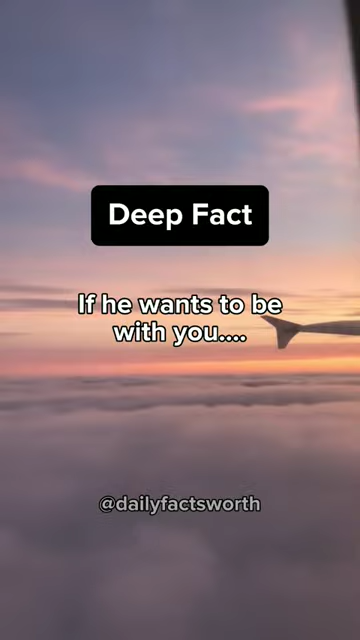 Deep Fact
If he wants to be
with you....
@dailyfactsworth